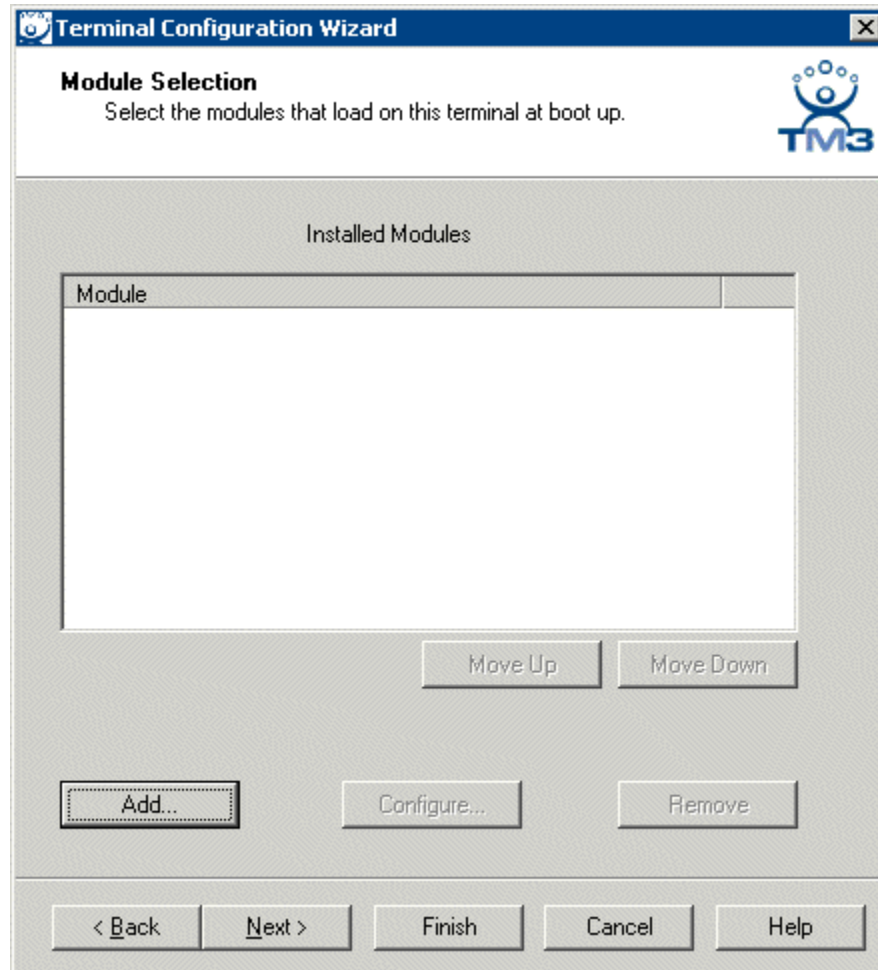 Terminal Configuration Wizard
Module Selection
Select the modules that load on this terminal at boot up.
TM3
Installed Modules
Module
Move Up Move Down
Add... Configure... Remove
< Back Next > Finish Cancel Help